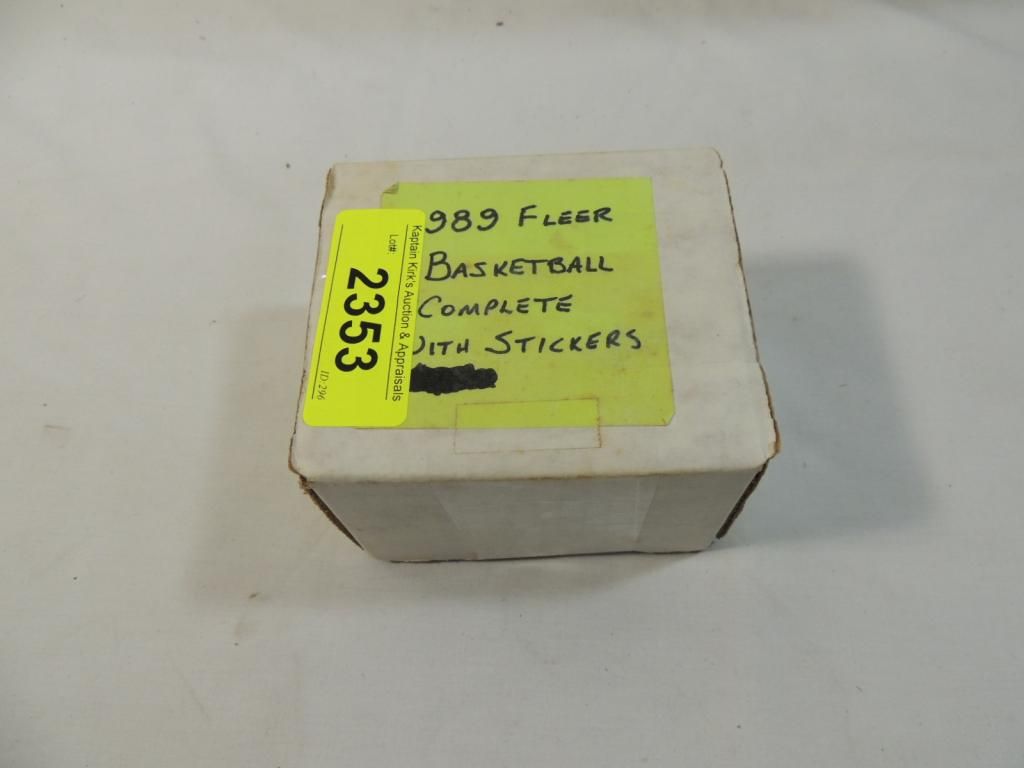 989 FLEER
BASKETBALL
COMPLETE
WITH STICKERS
Kaptain Kirk's Auction & Appraisals
Lot#:
2353
ID-296